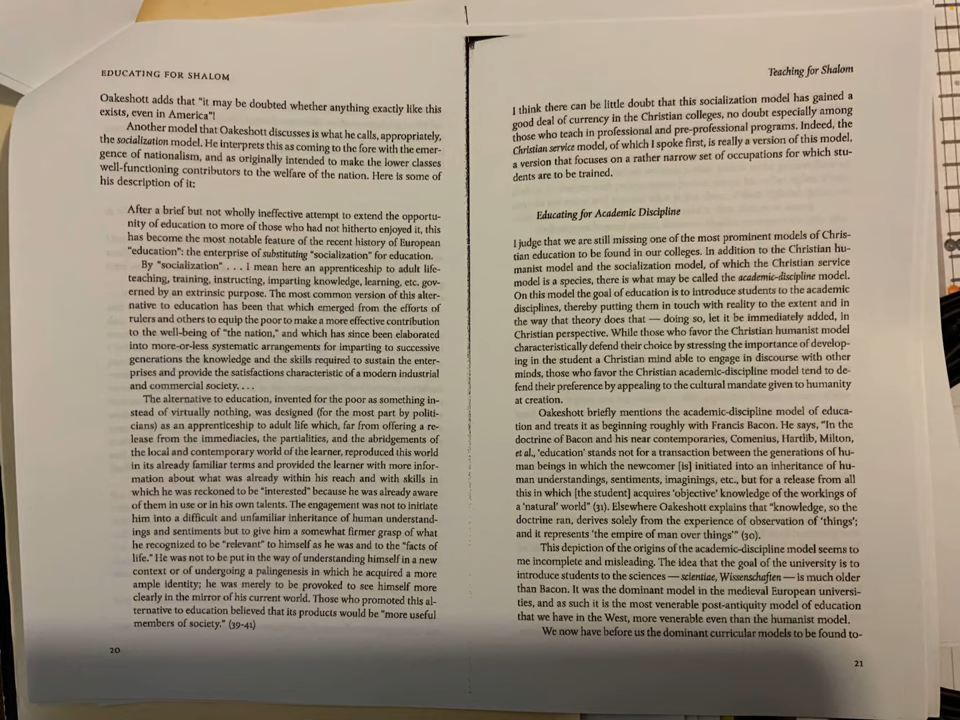 EDUCATING FOR SHALOM
Oakeshott adds that "it may be doubted whether anything exactly like this
exists, even in America"!
Another model that Oakeshott discusses is what he calls, appropriately,
the socialization model. He interprets this as coming to the fore with the emer-
gence of nationalism, and as originally intended to make the lower classes
well-functioning contributors to the welfare of the nation. Here is some of
his description of it:
After a brief but not wholly ineffective attempt to extend the opportu-
nity of education to more of those who had not hitherto enjoyed it, this
has become the most notable feature of the recent history of European
"education": the enterprise of substituting "socialization" for education.
By "socialization" . . . I mean here an apprenticeship to adult life-
teaching, training, instructing, imparting knowledge, learning, etc. gov-
erned by an extrinsic purpose. The most common version of this alter-
native to education has been that which emerged from the efforts of
rulers and others to equip the poor to make a more effective contribution
to the well-being of "the nation," and which has since been elaborated
into more-or-less systematic arrangements for imparting to successive
generations the knowledge and the skills required to sustain the enter-
prises and provide the satisfactions characteristic of a modern industrial
and commercial society. . . .
The alternative to education, invented for the poor as something in-
stead of virtually nothing, was designed (for the most part by politi-
cians) as an apprenticeship to adult life which, far from offering a re-
lease from the immediacies, the partialities, and the abridgements of
the local and contemporary world of the learner, reproduced this world
in its already familiar terms and provided the learner with more infor-
mation about what was already within his reach and with skills in
which he was reckoned to be "interested" because he was already aware
of them in use or in his own talents. The engagement was not to initiate
him into a difficult and unfamiliar inheritance of human understand-
ings and sentiments but to give him a somewhat firmer grasp of what
he recognized to be "relevant" to himself as he was and to the "facts of
life." He was not to be put in the way of understanding himself in a new
context or of undergoing a palingenesis in which he acquired a more
ample identity; he was merely to be provoked to see himself more
clearly in the mirror of his current world. Those who promoted this al-
ternative to education believed that its products would be "more useful
members of society." (39-41)
20
Teaching for Shalom
I think there can be little doubt that this socialization model has gained a
good deal of currency in the Christian colleges, no doubt especially among
those who teach in professional and pre-professional programs. Indeed, the
Christian service model, of which I spoke first, is really a version of this model,
a version that focuses on a rather narrow set of occupations for which stu-
dents are to be trained.
Educating for Academic Discipline
I judge that we are still missing one of the most prominent models of Chris-
tian education to be found in our colleges. In addition to the Christian hu-
manist model and the socialization model, of which the Christian service
model is a species, there is what may be called the academic-discipline model.
On this model the goal of education is to introduce students to the academic
disciplines, thereby putting them in touch with reality to the extent and in
the way that theory does that — doing so, let it be immediately added, in
Christian perspective. While those who favor the Christian humanist model
characteristically defend their choice by stressing the importance of develop-
ing in the student a Christian mind able to engage in discourse with other
minds, those who favor the Christian academic-discipline model tend to de-
fend their preference by appealing to the cultural mandate given to humanity
at creation.
Oakeshott briefly mentions the academic-discipline model of educa-
tion and treats it as beginning roughly with Francis Bacon. He says, "In the
doctrine of Bacon and his near contemporaries, Comenius, Hartlib, Milton,
et al., 'education' stands not for a transaction between the generations of hu-
man beings in which the newcomer [is] initiated into an inheritance of hu-
man understandings, sentiments, imaginings, etc., but for a release from all
this in which [the student] acquires 'objective' knowledge of the workings of
a 'natural' world" (31). Elsewhere Oakeshott explains that "knowledge, so the
doctrine ran, derives solely from the experience of observation of 'things';
and it represents 'the empire of man over things'" (30).
This depiction of the origins of the academic-discipline model seems to
me incomplete and misleading. The idea that the goal of the university is to
introduce students to the sciences — scientiae, Wissenschaften — is much older
than Bacon. It was the dominant model in the medieval European universi-
ties, and as such it is the most venerable post-antiquity model of education
that we have in the West, more venerable even than the humanist model.
We now have before us the dominant curricular models to be found to-
21